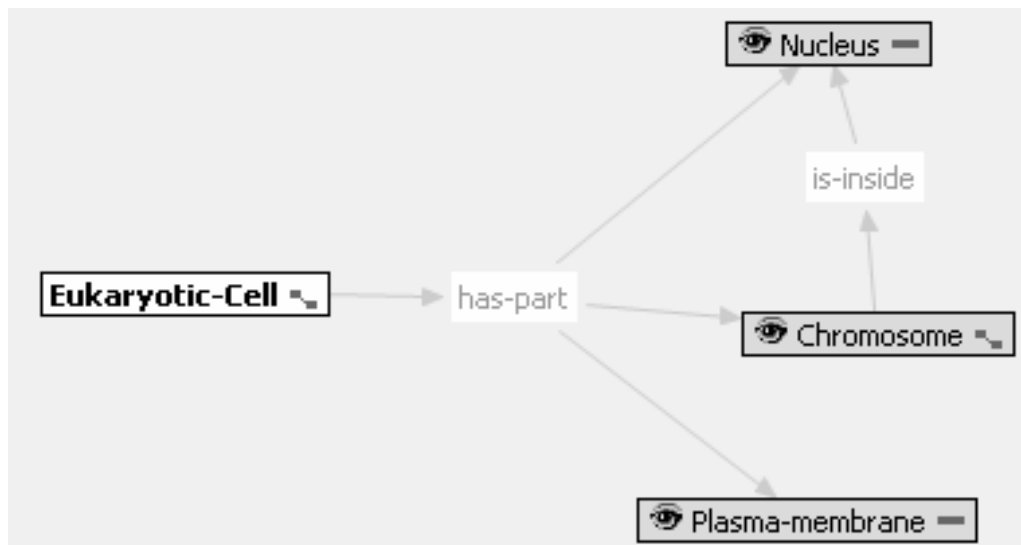 Nucleus
is-inside
Eukaryotic-Cell
has-part
Chromosome
Plasma-membrane